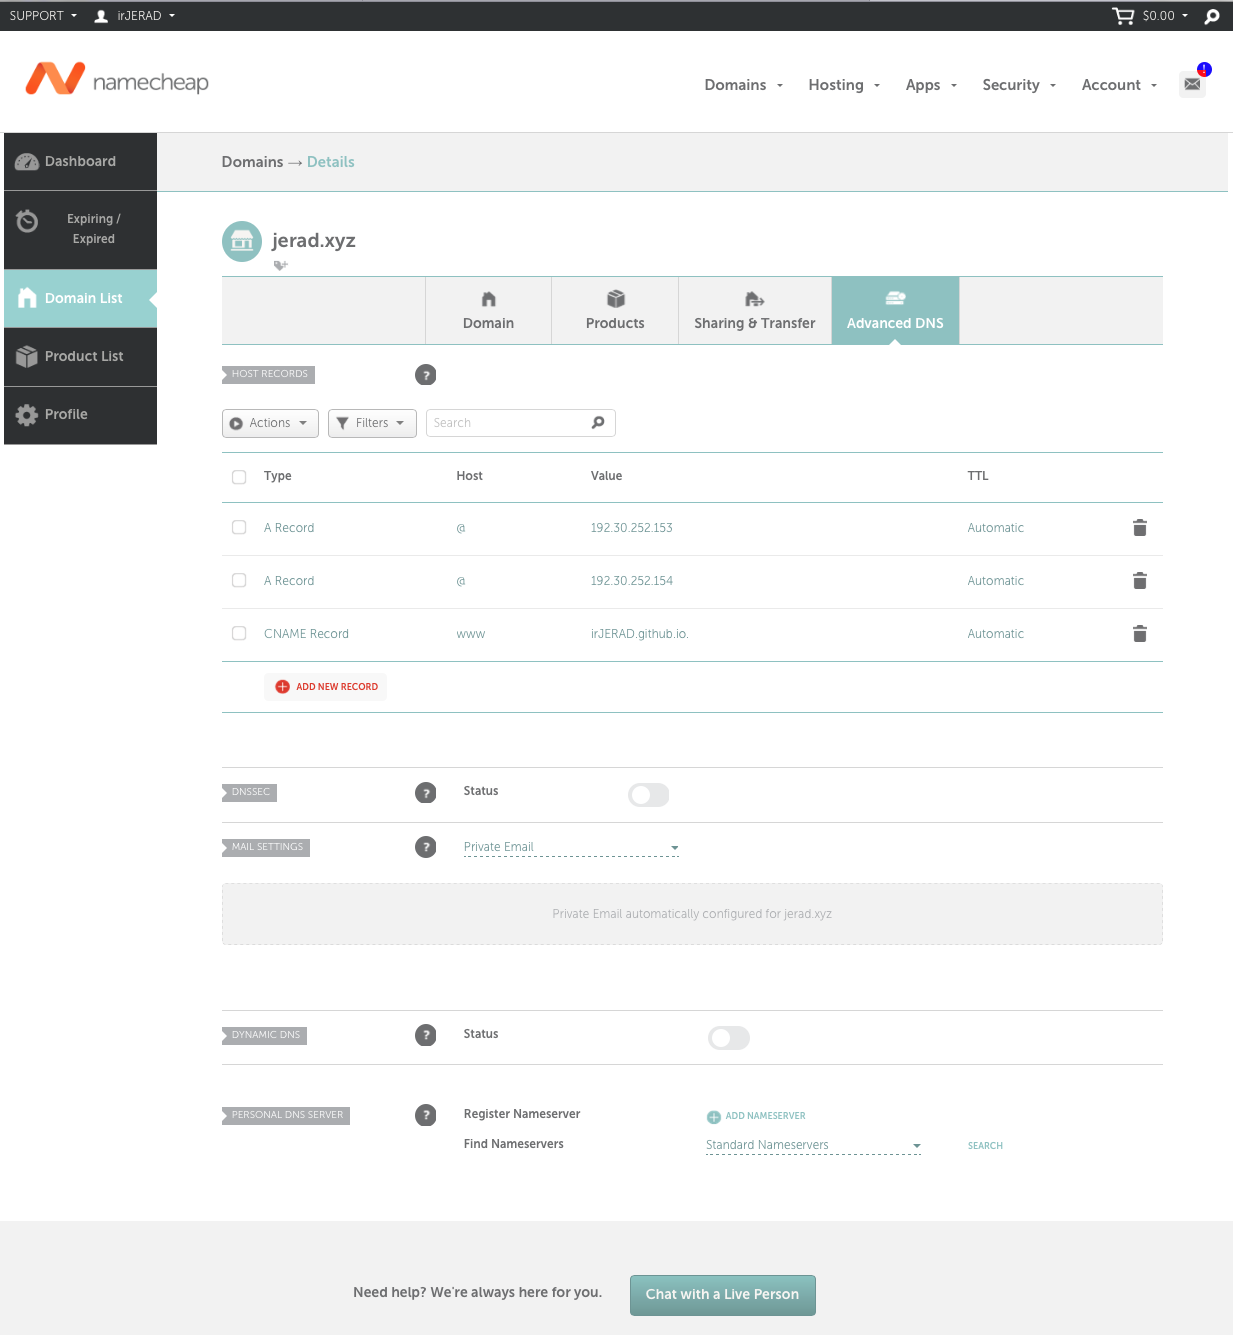 SUPPORT irJERAD $0.00
namecheap
Domains Hosting Apps Security Account
Dashboard
Domains → Details
Expiring /
Expired
jerad.xyz
Domain List
Domain Products Sharing & Transfer Advanced DNS
Product List
HOST RECORDS ?
Profile
Actions Filters Search
Type Host Value TTL
A Record @ 192.30.252.153 Automatic
A Record @ 192.30.252.154 Automatic
CNAME Record www irJERAD.github.io. Automatic
ADD NEW RECORD
DNSSEC ? Status
MAIL SETTINGS ? Private Email
Private Email automatically configured for jerad.xyz
DYNAMIC DNS ? Status
PERSONAL DNS SERVER ? Register Nameserver ADD NAMESERVER
Find Nameservers Standard Nameservers SEARCH
Need help? We're always here for you. Chat with a Live Person